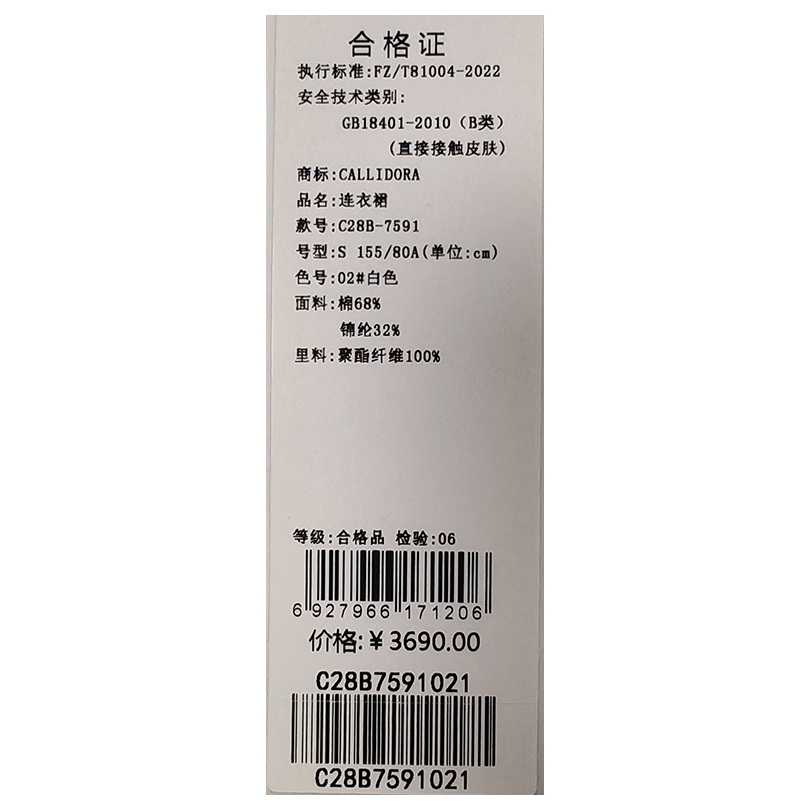 合格证
执行标准:FZ/T81004-2022
安全技术类别:
GB18401-2010（B类）
(直接接触皮肤)
商标:CALLIDORA
品名:连衣裙
款号:C28B-7591
号型:S 155/80A(单位:cm)
色号:02#白色
面料:棉68%
锦纶32%
里料:聚酯纤维100%
等级:合格品 检验:06
6 927966 171206
价格:￥3690.00
C28B7591021
C28B7591021